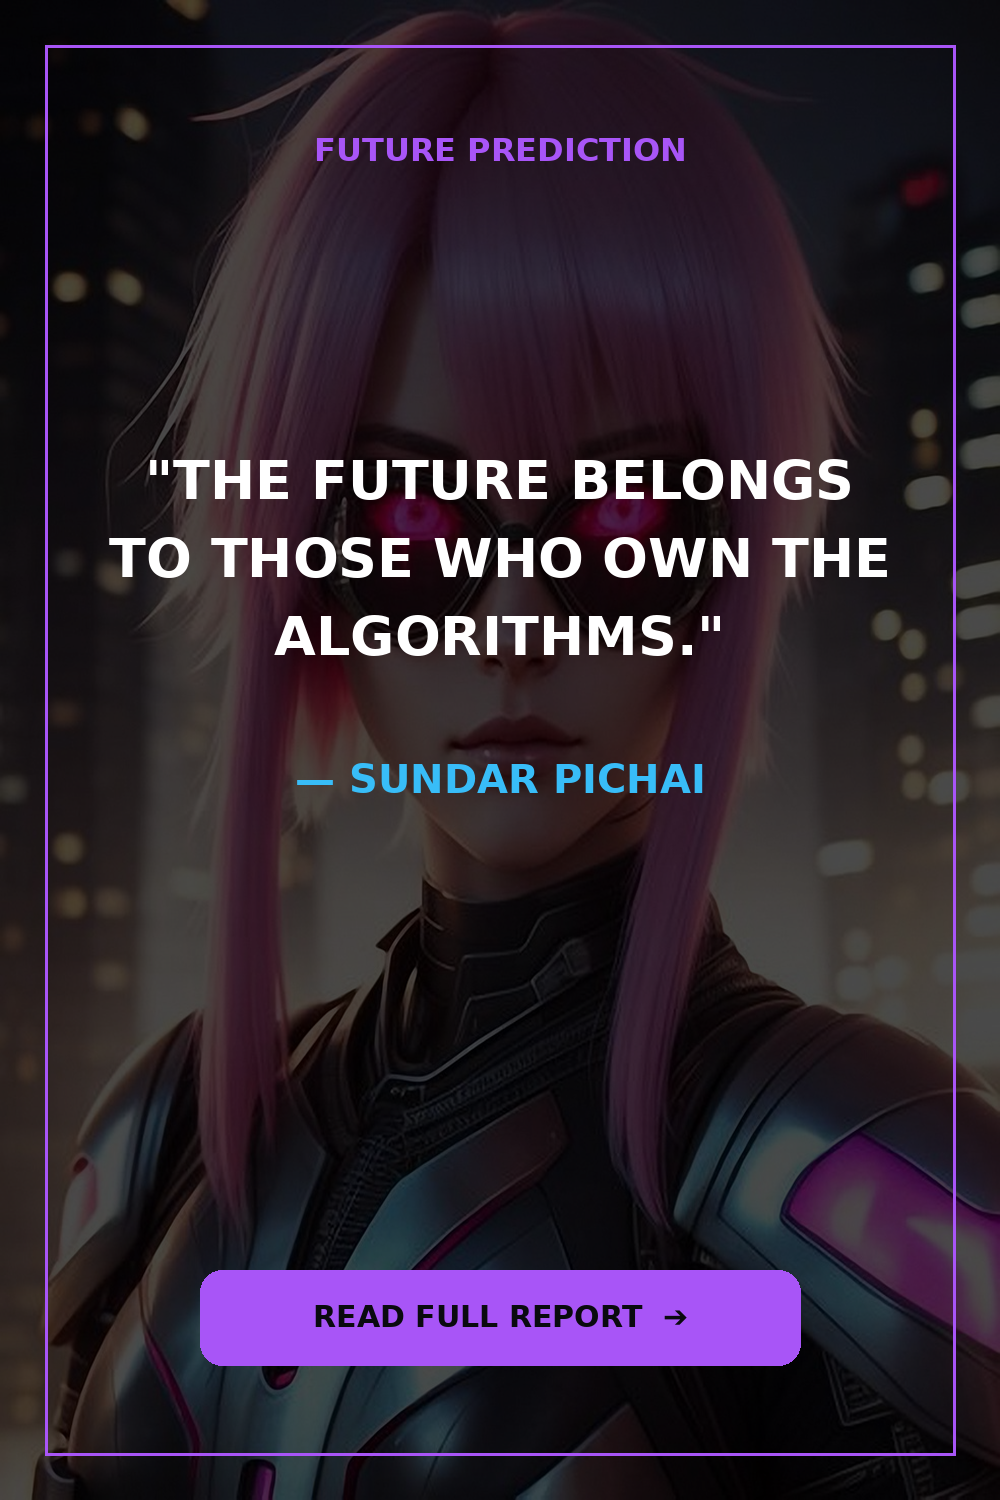 FUTURE PREDICTION
"THE FUTURE BELONGS
TO THOSE WHO OWN THE
ALGORITHMS."
— SUNDAR PICHAI
READ FULL REPORT ➔